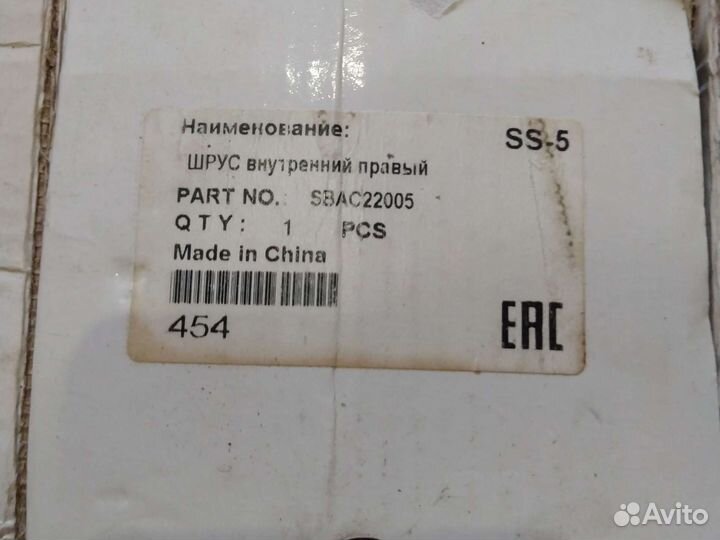 Наименование:
SS-5
ШРУС внутренний правый
PART NO. : SBAC22005
QTY: 1 PCS
Made in China
454
EAC
Avito